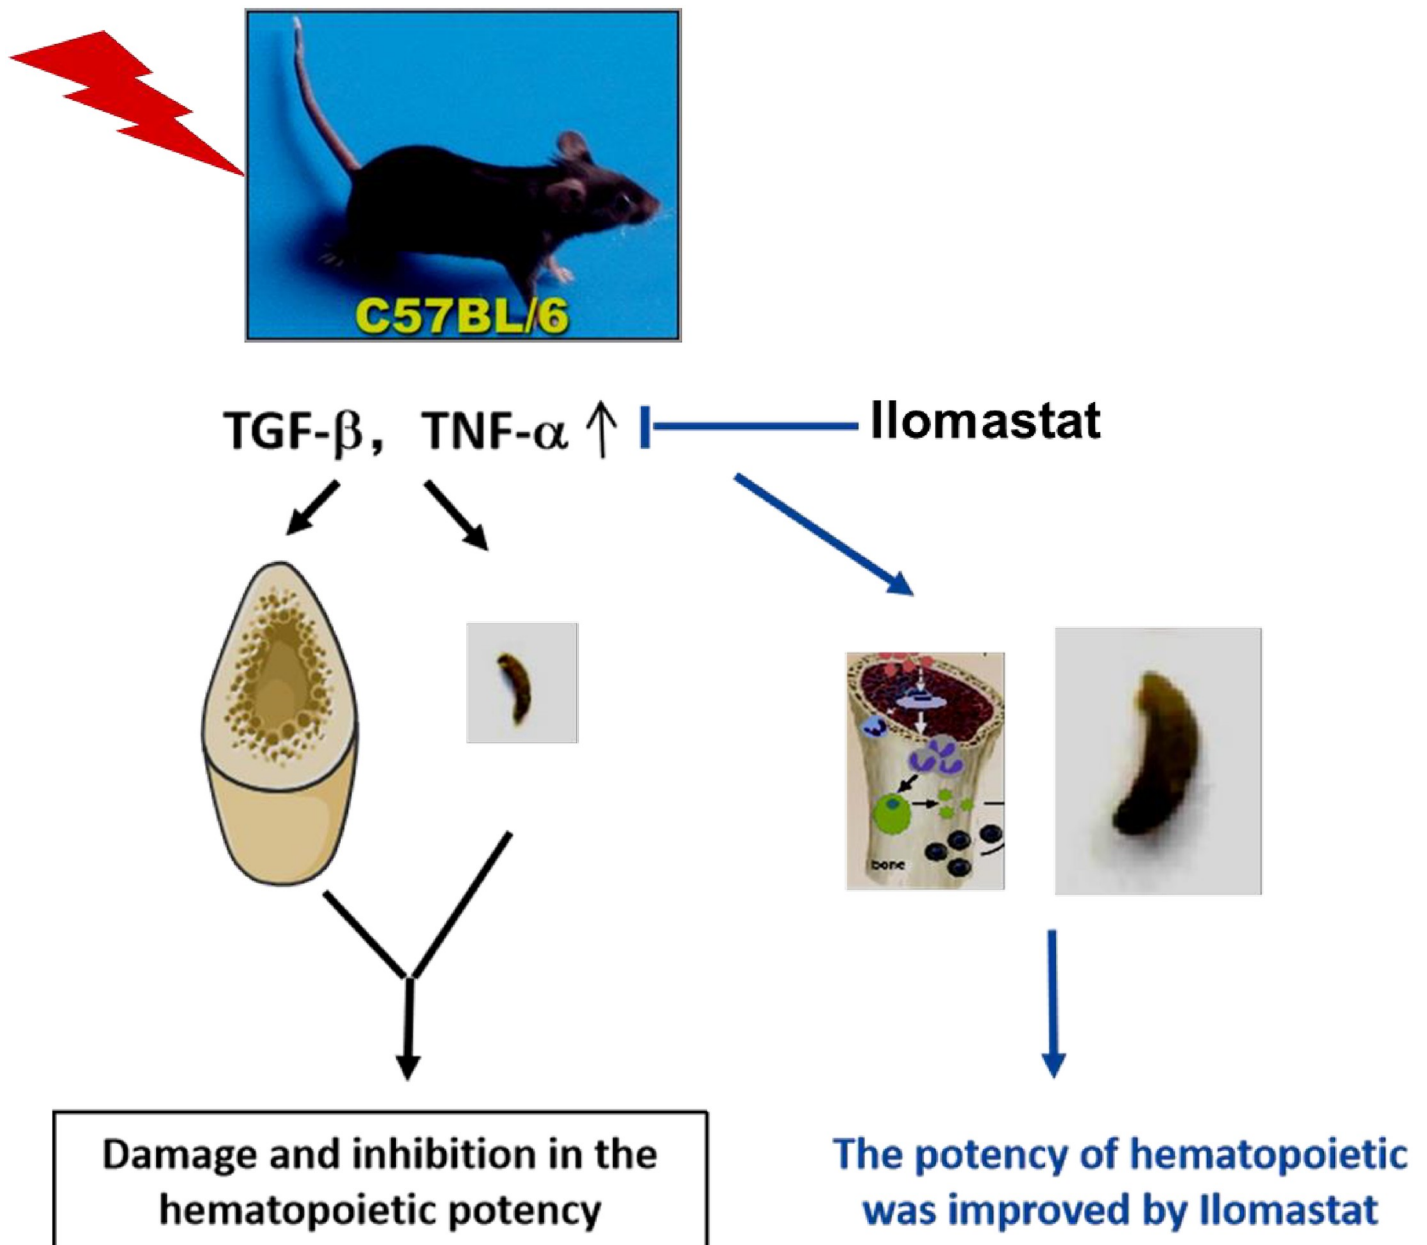 C57BL/6
TGF-β, TNF-α ↑
Ilomastat
bone
Damage and inhibition in the
hematopoietic potency
The potency of hematopoietic
was improved by Ilomastat